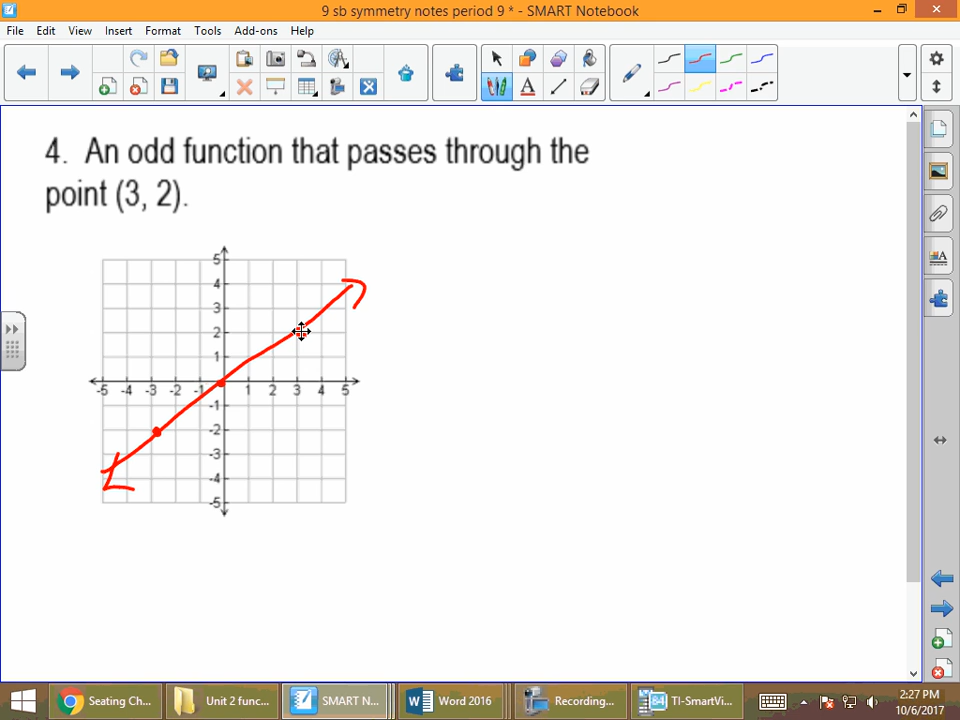 9 sb symmetry notes period 9 * - SMART Notebook
File Edit View Insert Format Tools Add-ons Help
4. An odd function that passes through the
point (3, 2).
5
4
3
2
1
-5 -4 -3 -2 -1 1 2 3 4 5
-1
-2
-3
-4
-5
Seating Ch... Unit 2 func... SMART N... Word 2016 Recording... TI-SmartVi... 2:27 PM
10/6/2017